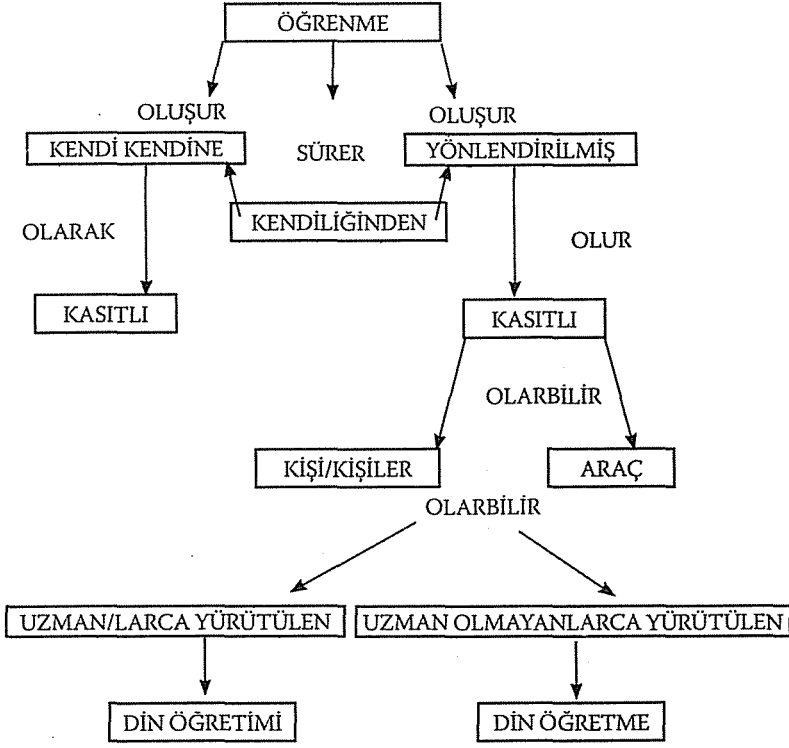 ÖĞRENME
OLUŞUR
OLUŞUR
KENDİ KENDİNE
SÜRER
YÖNLENDİRİLMİŞ
KENDİLİĞİNDEN
OLARAK
OLUR
KASITLI
KASITLI
OLARBİLİR
KİŞİ/KİŞİLER
ARAÇ
OLARBİLİR
UZMAN/LARCA YÜRÜTÜLEN
UZMAN OLMAYANLARCA YÜRÜTÜLEN
DİN ÖĞRETİMİ
DİN ÖĞRETME